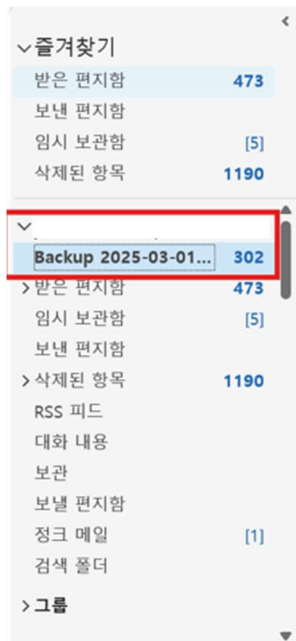 즐겨찾기
받은 편지함 473
보낸 편지함
임시 보관함 [5]
삭제된 항목 1190
Backup 2025-03-01... 302
받은 편지함 473
임시 보관함 [5]
보낸 편지함
삭제된 항목 1190
RSS 피드
대화 내용
보관
보낼 편지함
정크 메일 [1]
검색 폴더
그룹